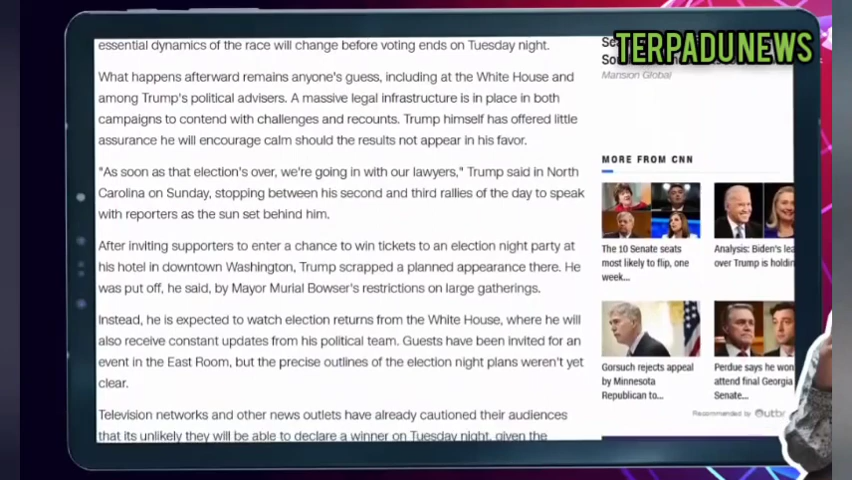 essential dynamics of the race will change before voting ends on Tuesday night.
What happens afterward remains anyone's guess, including at the White House and
among Trump's political advisers. A massive legal infrastructure is in place in both
campaigns to contend with challenges and recounts. Trump himself has offered little
assurance he will encourage calm should the results not appear in his favor.
"As soon as that election's over, we're going in with our lawyers," Trump said in North
Carolina on Sunday, stopping between his second and third rallies of the day to speak
with reporters as the sun set behind him.
After inviting supporters to enter a chance to win tickets to an election night party at
his hotel in downtown Washington, Trump scrapped a planned appearance there. He
was put off, he said, by Mayor Murial Bowser's restrictions on large gatherings.
Instead, he is expected to watch election returns from the White House, where he will
also receive constant updates from his political team. Guests have been invited for an
event in the East Room, but the precise outlines of the election night plans weren't yet
clear.
Television networks and other news outlets have already cautioned their audiences
that its unlikely they will be able to declare a winner on Tuesday night, given the
TERPADU NEWS
Mansion Global
MORE FROM CNN
The 10 Senate seats
most likely to flip, one
week...
Analysis: Biden's lea
over Trump is holdin
Gorsuch rejects appeal
by Minnesota
Republican to...
Perdue says he won
attend final Georgia
Senate...
Recommended by Outbr